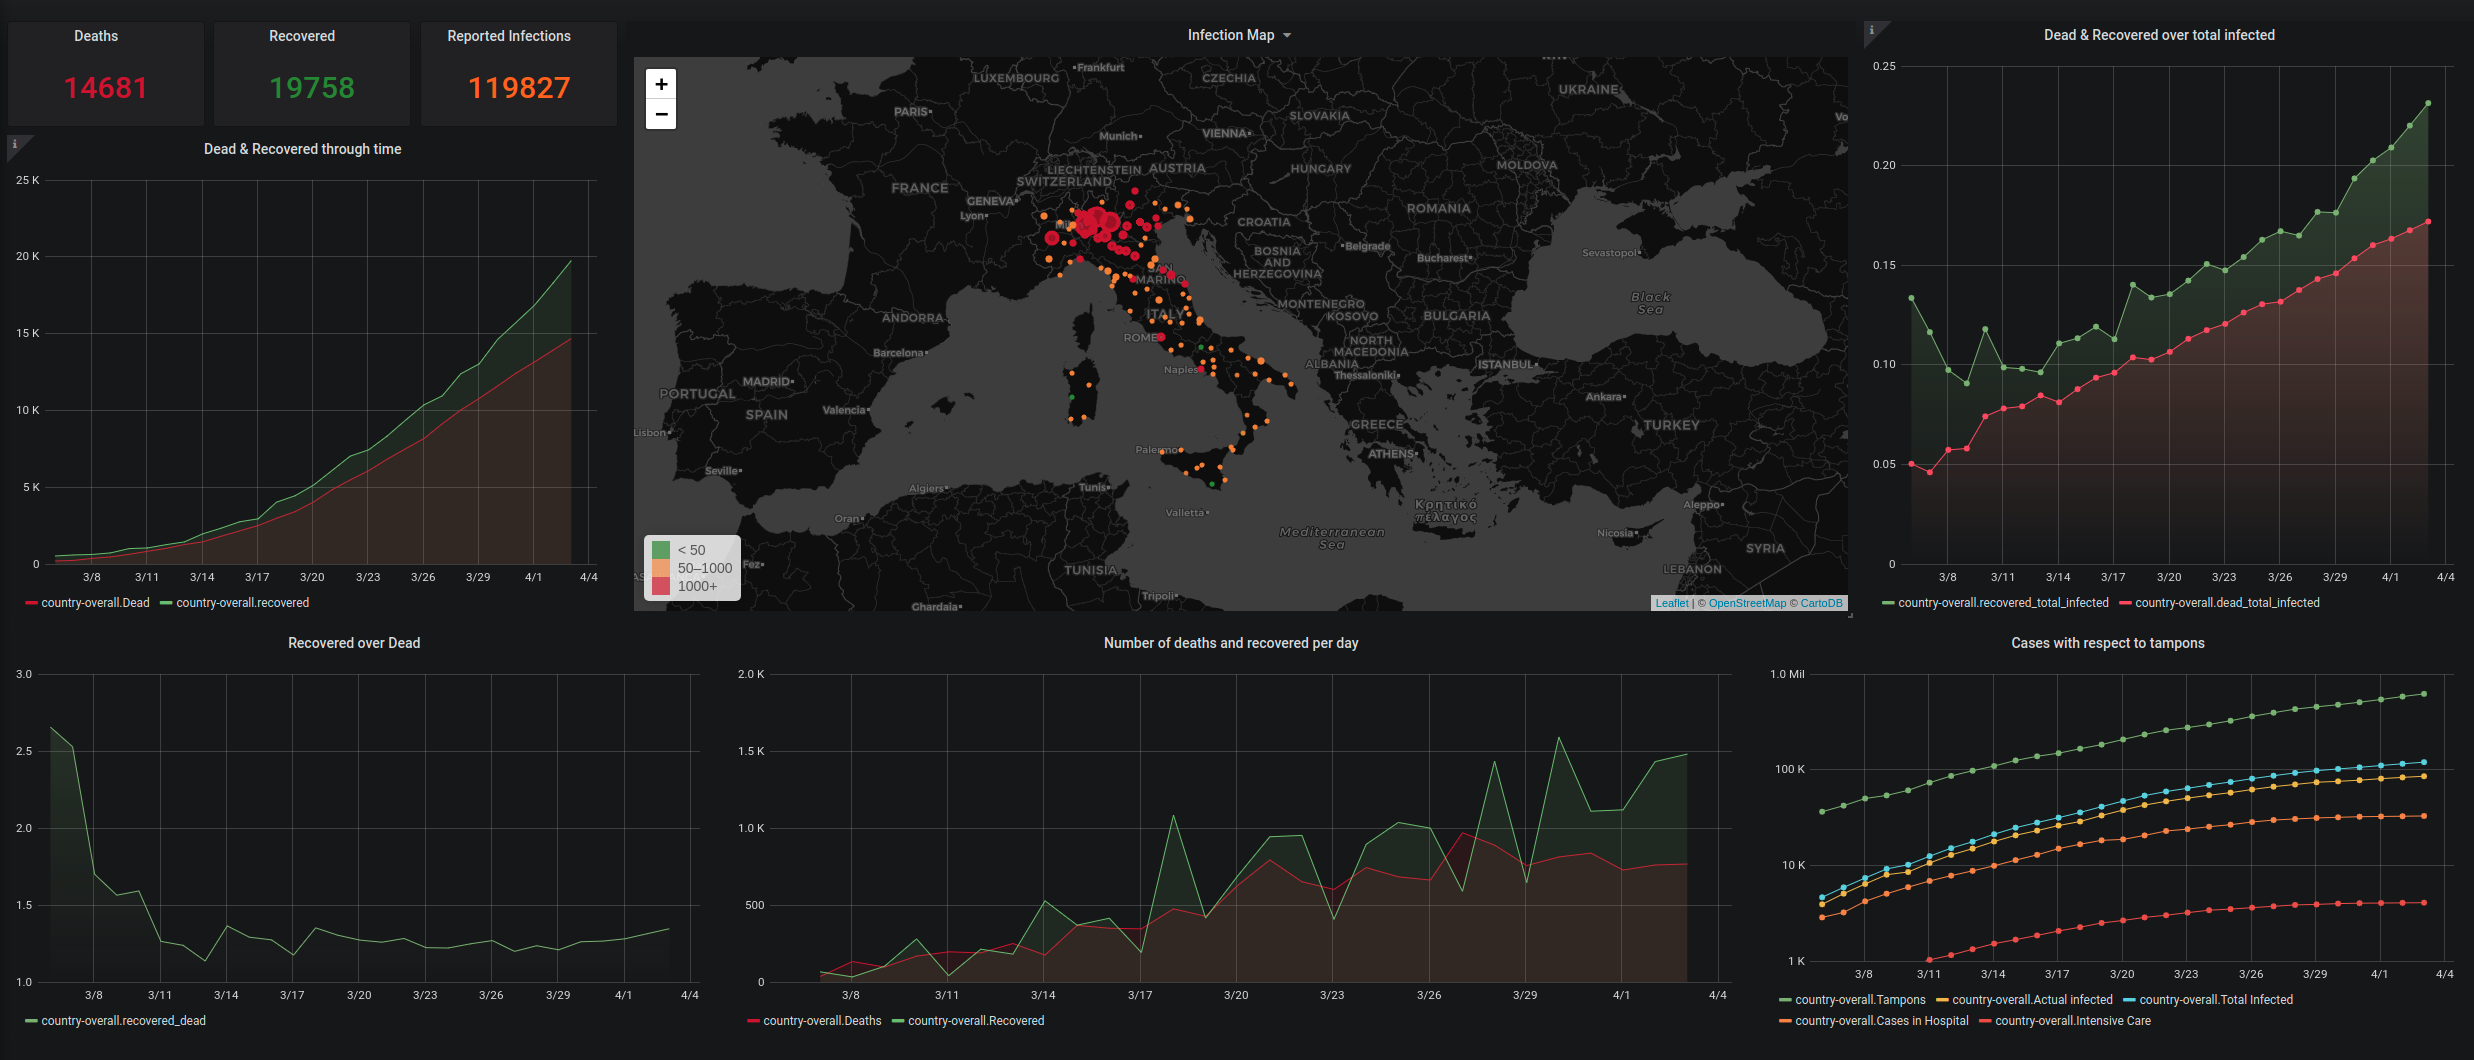 Deaths
14681
Recovered
19758
Reported Infections
119827
Dead & Recovered through time
25 K
20 K
15 K
10 K
5 K
0
3/8 3/11 3/14 3/17 3/20 3/23 3/26 3/29 4/1 4/4
country-overall.Dead country-overall.recovered
Infection Map
+
−
Frankfurt
LUXEMBOURG
CZECHIA
UKRAINE
PARIS
SLOVAKIA
Vo
Munich
VIENNA
LIECHTENSTEIN
AUSTRIA
HUNGARY
MOLDOVA
SWITZERLAND
FRANCE
GENEVA
Lyon
ROMANIA
CROATIA
BOSNIA
AND
HERZEGOVINA
Belgrade
Bucharest
Sevastopol
SAN
MARINO
Black
Sea
MONTENEGRO
KOSOVO
BULGARIA
ANDORRA
ITALY
ROME
NORTH
MACEDONIA
Barcelona
ALBANIA
ISTANBUL
Naples
Thessaloniki
MADRID
PORTUGAL
SPAIN
Valencia
Ankara
GREECE
TURKEY
Lisbon
Palermo
ATHENS
Seville
Algiers
Tunis
Κρητικό
πέλαγος
Aleppo
Oran
Valletta
Mediterranean
Sea
Nicosia
SYRIA
Fez
TUNISIA
LEBANON
Tripoli
Ghardaia
< 50
50–1000
1000+
Leaflet | © OpenStreetMap © CartoDB
Dead & Recovered over total infected
0.25
0.20
0.15
0.10
0.05
0
3/8 3/11 3/14 3/17 3/20 3/23 3/26 3/29 4/1 4/4
country-overall.recovered_total_infected country-overall.dead_total_infected
Recovered over Dead
3.0
2.5
2.0
1.5
1.0
3/8 3/11 3/14 3/17 3/20 3/23 3/26 3/29 4/1 4/4
country-overall.recovered_dead
Number of deaths and recovered per day
2.0 K
1.5 K
1.0 K
500
0
3/8 3/11 3/14 3/17 3/20 3/23 3/26 3/29 4/1 4/4
country-overall.Deaths country-overall.Recovered
Cases with respect to tampons
1.0 Mil
100 K
10 K
1 K
3/8 3/11 3/14 3/17 3/20 3/23 3/26 3/29 4/1 4/4
country-overall.Tampons country-overall.Actual infected country-overall.Total Infected
country-overall.Cases in Hospital country-overall.Intensive Care